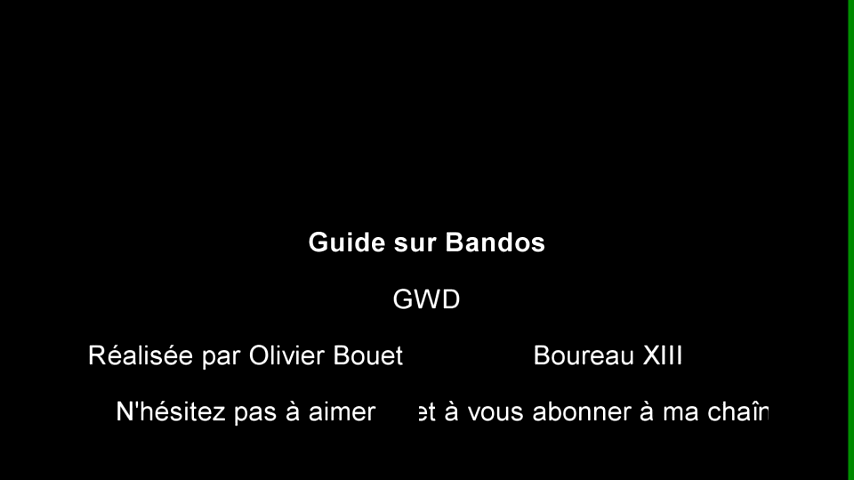 Guide sur Bandos
GWD
Réalisée par Olivier Bouet Boureau XIII
N'hésitez pas à aimer et à vous abonner à ma chaîn